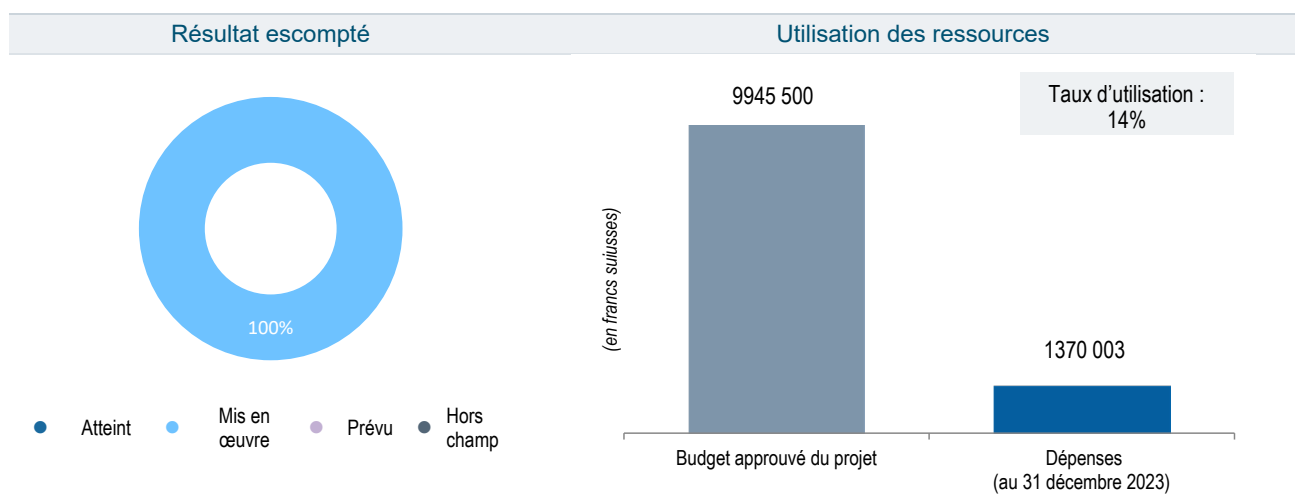 Résultat escompté
Utilisation des ressources
100%
Atteint
Mis en
œuvre
Prévu
Hors
champ
9945 500
Taux d’utilisation :
14%
(en francs suiusses)
1370 003
Budget approuvé du projet
Dépenses
(au 31 décembre 2023)